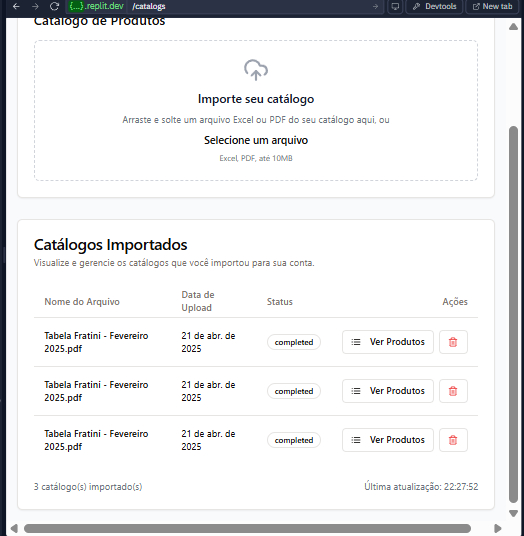 {...}.replit.dev /catalogs Devtools New tab
Catálogo de Produtos
Importe seu catálogo
Arraste e solte um arquivo Excel ou PDF do seu catálogo aqui, ou
Selecione um arquivo
Excel, PDF, até 10MB
Catálogos Importados
Visualize e gerencie os catálogos que você importou para sua conta.
Nome do Arquivo Data de Upload Status Ações
Tabela Fratini - Fevereiro 2025.pdf 21 de abr. de 2025 completed Ver Produtos
Tabela Fratini - Fevereiro 2025.pdf 21 de abr. de 2025 completed Ver Produtos
Tabela Fratini - Fevereiro 2025.pdf 21 de abr. de 2025 completed Ver Produtos
3 catálogo(s) importado(s) Última atualização: 22:27:52